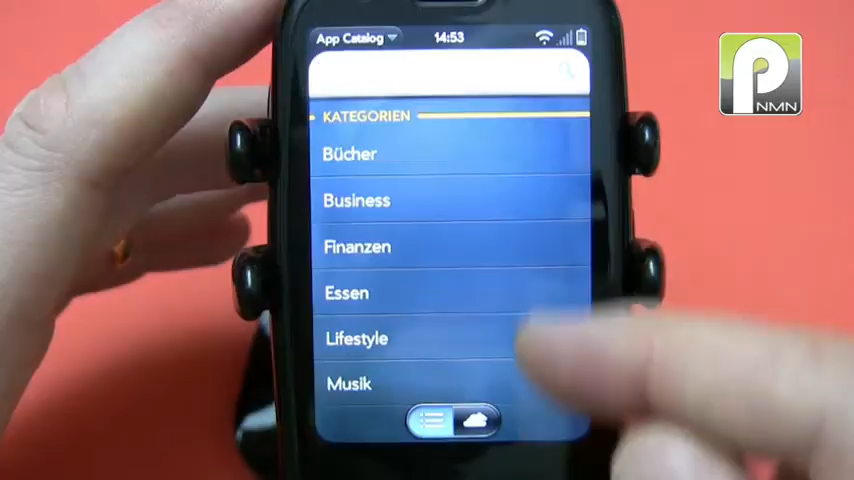 App Catalog
14:53
KATEGORIEN
Bücher
Business
Finanzen
Essen
Lifestyle
Musik
P
NMN